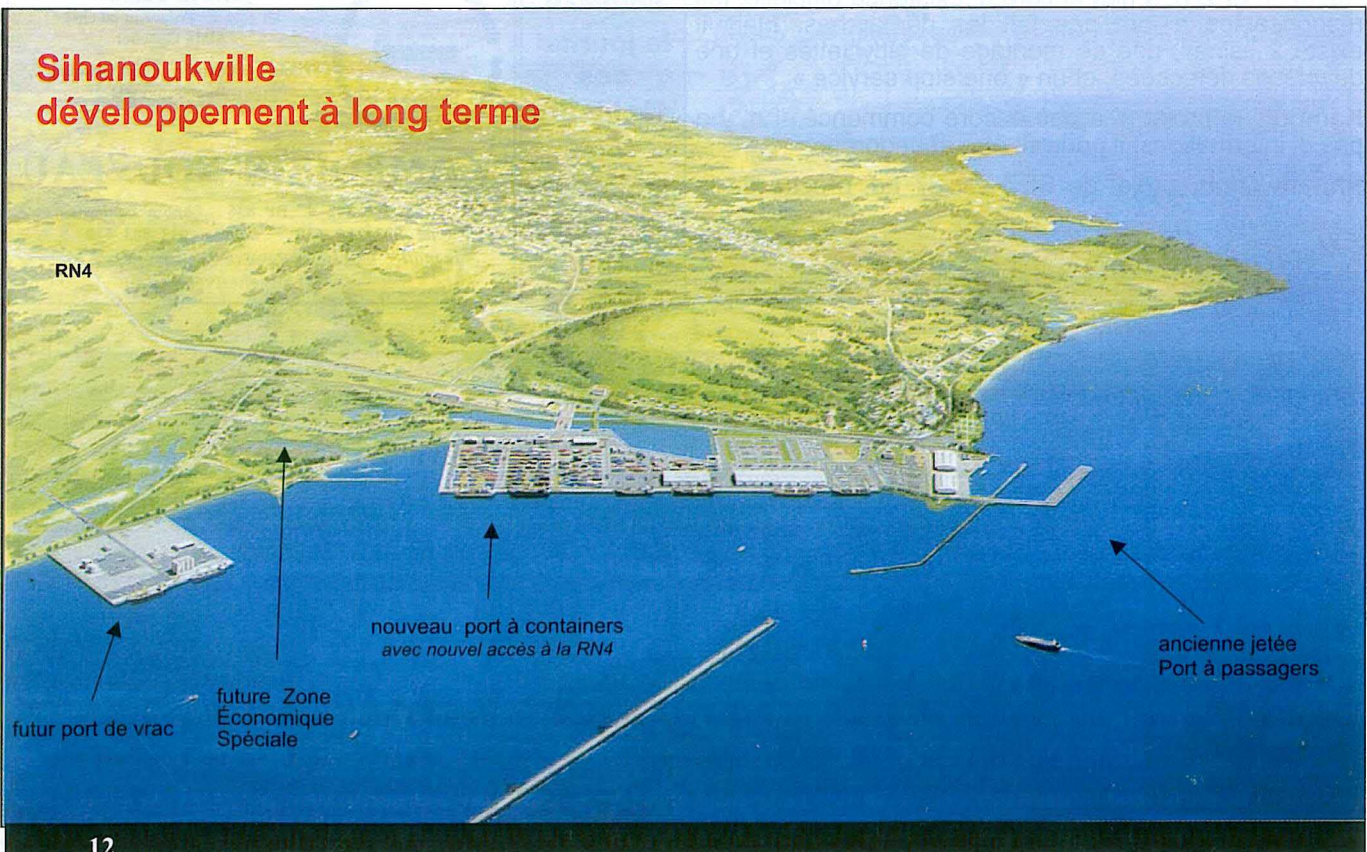 Sihanoukville
développement à long terme
RN4
nouveau port à containers
avec nouvel accès à la RN4
ancienne jetée
Port à passagers
future Zone
Économique
Spéciale
futur port de vrac
12